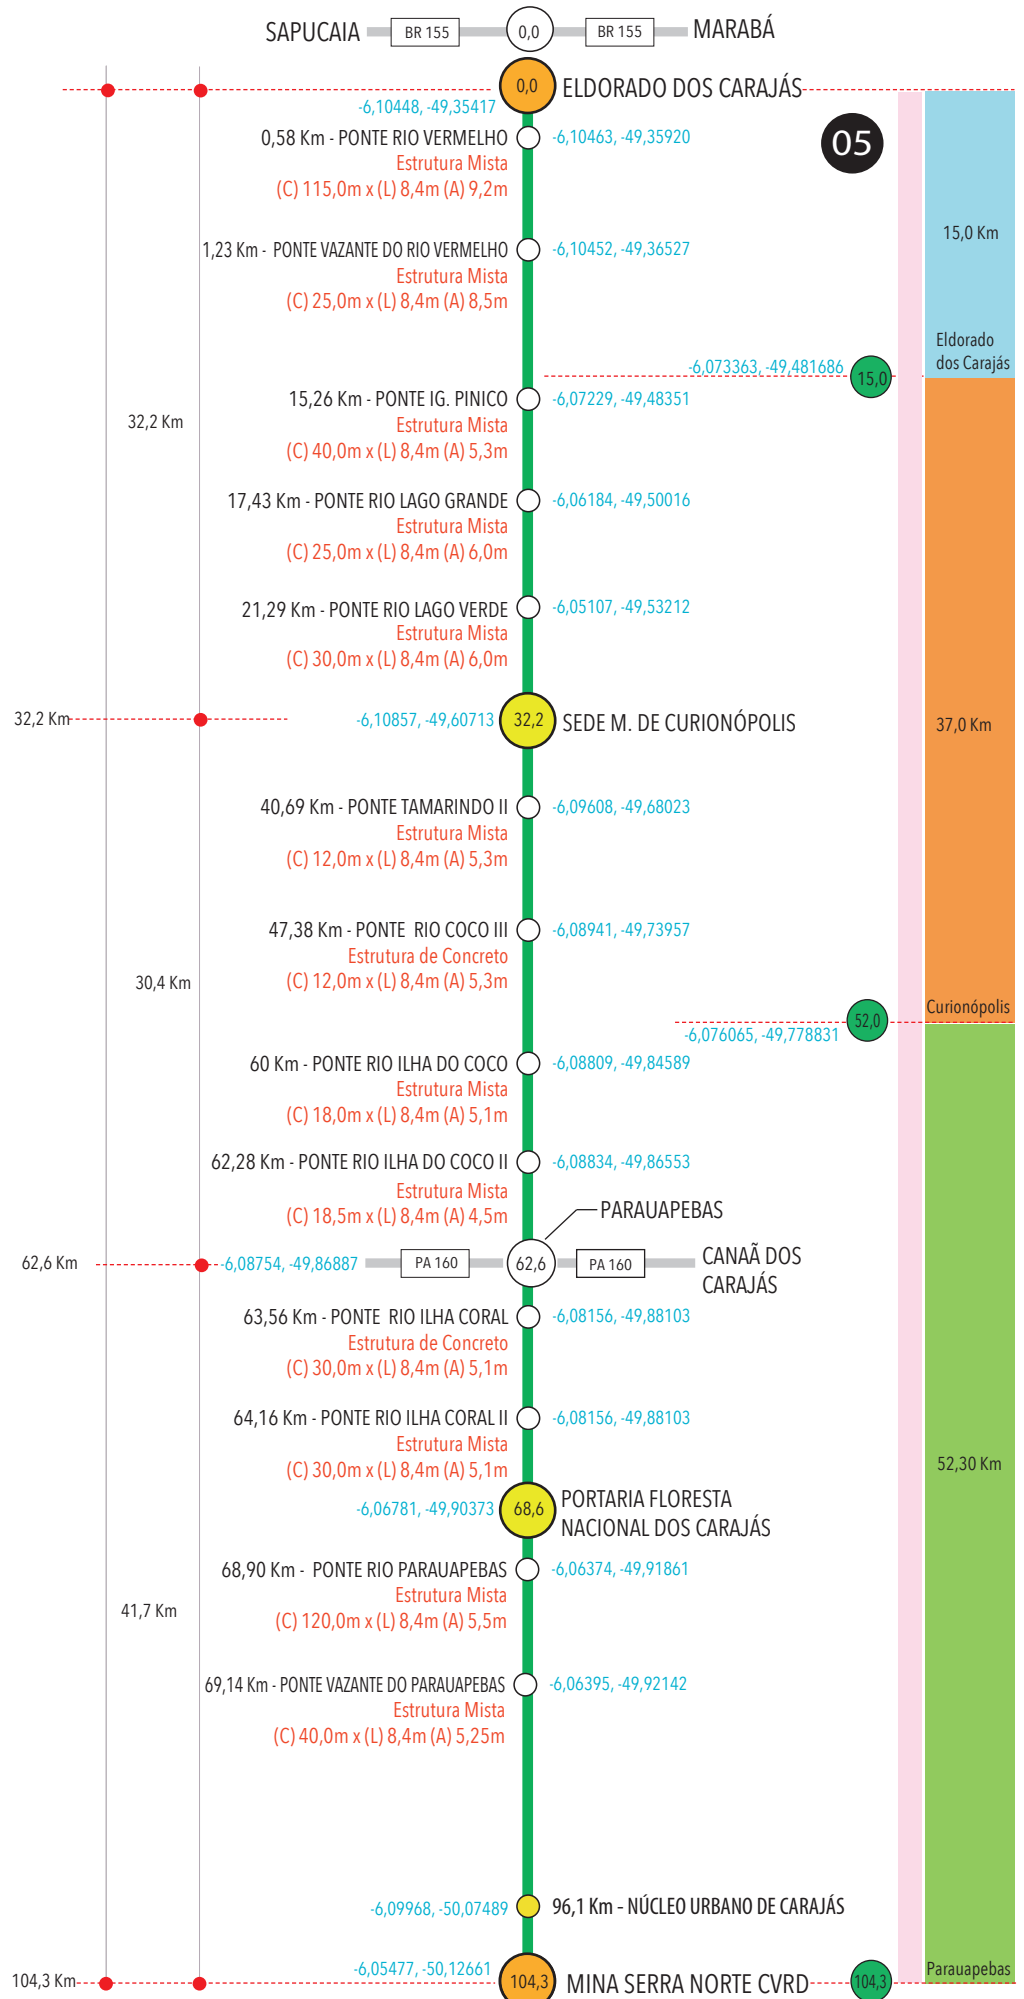 SAPUCAIA
BR 155
0,0
BR 155
MARABÁ
0,0
ELDORADO DOS CARAJÁS
-6,10448, -49,35417
0,58 Km - PONTE RIO VERMELHO
-6,10463, -49,35920
05
Estrutura Mista
(C) 115,0m x (L) 8,4m (A) 9,2m
15,0 Km
1,23 Km - PONTE VAZANTE DO RIO VERMELHO
-6,10452, -49,36527
Estrutura Mista
(C) 25,0m x (L) 8,4m (A) 8,5m
Eldorado
dos Carajás
-6,073363, -49,481686
15,0
15,26 Km - PONTE IG. PINICO
-6,07229, -49,48351
32,2 Km
Estrutura Mista
(C) 40,0m x (L) 8,4m (A) 5,3m
17,43 Km - PONTE RIO LAGO GRANDE
-6,06184, -49,50016
Estrutura Mista
(C) 25,0m x (L) 8,4m (A) 6,0m
21,29 Km - PONTE RIO LAGO VERDE
-6,05107, -49,53212
Estrutura Mista
(C) 30,0m x (L) 8,4m (A) 6,0m
32,2 Km
-6,10857, -49,60713
32,2
SEDE M. DE CURIONÓPOLIS
37,0 Km
40,69 Km - PONTE TAMARINDO II
-6,09608, -49,68023
Estrutura Mista
(C) 12,0m x (L) 8,4m (A) 5,3m
47,38 Km - PONTE RIO COCO III
-6,08941, -49,73957
Estrutura de Concreto
(C) 12,0m x (L) 8,4m (A) 5,3m
30,4 Km
Curionópolis
52,0
-6,076065, -49,778831
60 Km - PONTE RIO ILHA DO COCO
-6,08809, -49,84589
Estrutura Mista
(C) 18,0m x (L) 8,4m (A) 5,1m
62,28 Km - PONTE RIO ILHA DO COCO II
-6,08834, -49,86553
Estrutura Mista
(C) 18,5m x (L) 8,4m (A) 4,5m
PARAUAPEBAS
62,6 Km
-6,08754, -49,86887
PA 160
62,6
PA 160
CANAÃ DOS
CARAJÁS
63,56 Km - PONTE RIO ILHA CORAL
-6,08156, -49,88103
Estrutura de Concreto
(C) 30,0m x (L) 8,4m (A) 5,1m
64,16 Km - PONTE RIO ILHA CORAL II
-6,08156, -49,88103
Estrutura Mista
(C) 30,0m x (L) 8,4m (A) 5,1m
52,30 Km
-6,06781, -49,90373
68,6
PORTARIA FLORESTA
NACIONAL DOS CARAJÁS
68,90 Km - PONTE RIO PARAUAPEBAS
-6,06374, -49,91861
Estrutura Mista
41,7 Km
(C) 120,0m x (L) 8,4m (A) 5,5m
69,14 Km - PONTE VAZANTE DO PARAUAPEBAS
-6,06395, -49,92142
Estrutura Mista
(C) 40,0m x (L) 8,4m (A) 5,25m
-6,09968, -50,07489
96,1 Km - NÚCLEO URBANO DE CARAJÁS
-6,05477, -50,12661
104,3 Km
104,3
MINA SERRA NORTE CVRD
104,3
Parauapebas